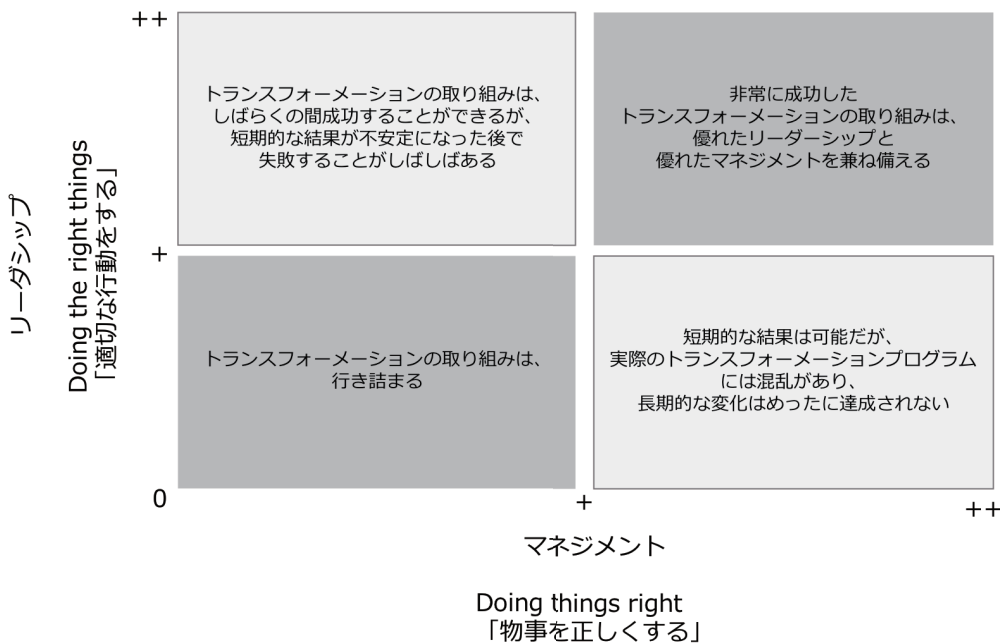 ++
トランスフォーメーションの取り組みは、
しばらくの間成功することができるが、
短期的な結果が不安定になった後で
失敗することがしばしばある
非常に成功した
トランスフォーメーションの取り組みは、
優れたリーダーシップと
優れたマネジメントを兼ね備える
リーダシップ
Doing the right things
「適切な行動をする」
+
トランスフォーメーションの取り組みは、
行き詰まる
短期的な結果は可能だが、
実際のトランスフォーメーションプログラム
には混乱があり、
長期的な変化はめったに達成されない
0
+
++
マネジメント
Doing things right
「物事を正しくする」